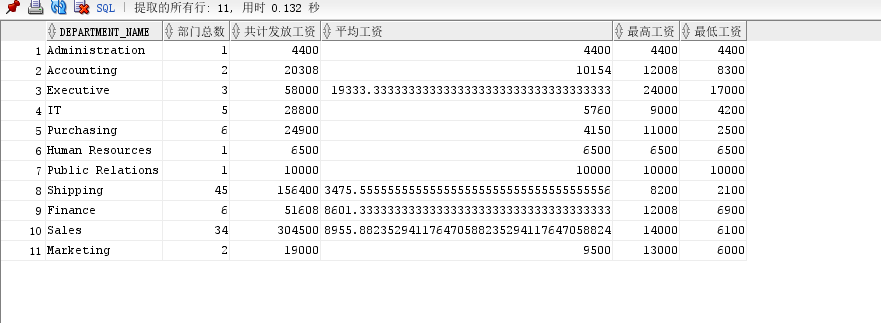 SQL | 提取的所有行: 11, 用时 0.132 秒
DEPARTMENT_NAME 部门总数 共计发放工资 平均工资 最高工资 最低工资
1 Administration 1 4400 4400 4400 4400
2 Accounting 2 20308 10154 12008 8300
3 Executive 3 58000 19333.3333333333333333333333333333333333 24000 17000
4 IT 5 28800 5760 9000 4200
5 Purchasing 6 24900 4150 11000 2500
6 Human Resources 1 6500 6500 6500 6500
7 Public Relations 1 10000 10000 10000 10000
8 Shipping 45 156400 3475.555555555555555555555555555555555556 8200 2100
9 Finance 6 51608 8601.333333333333333333333333333333333333 12008 6900
10 Sales 34 304500 8955.882352941176470588235294117647058824 14000 6100
11 Marketing 2 19000 9500 13000 6000